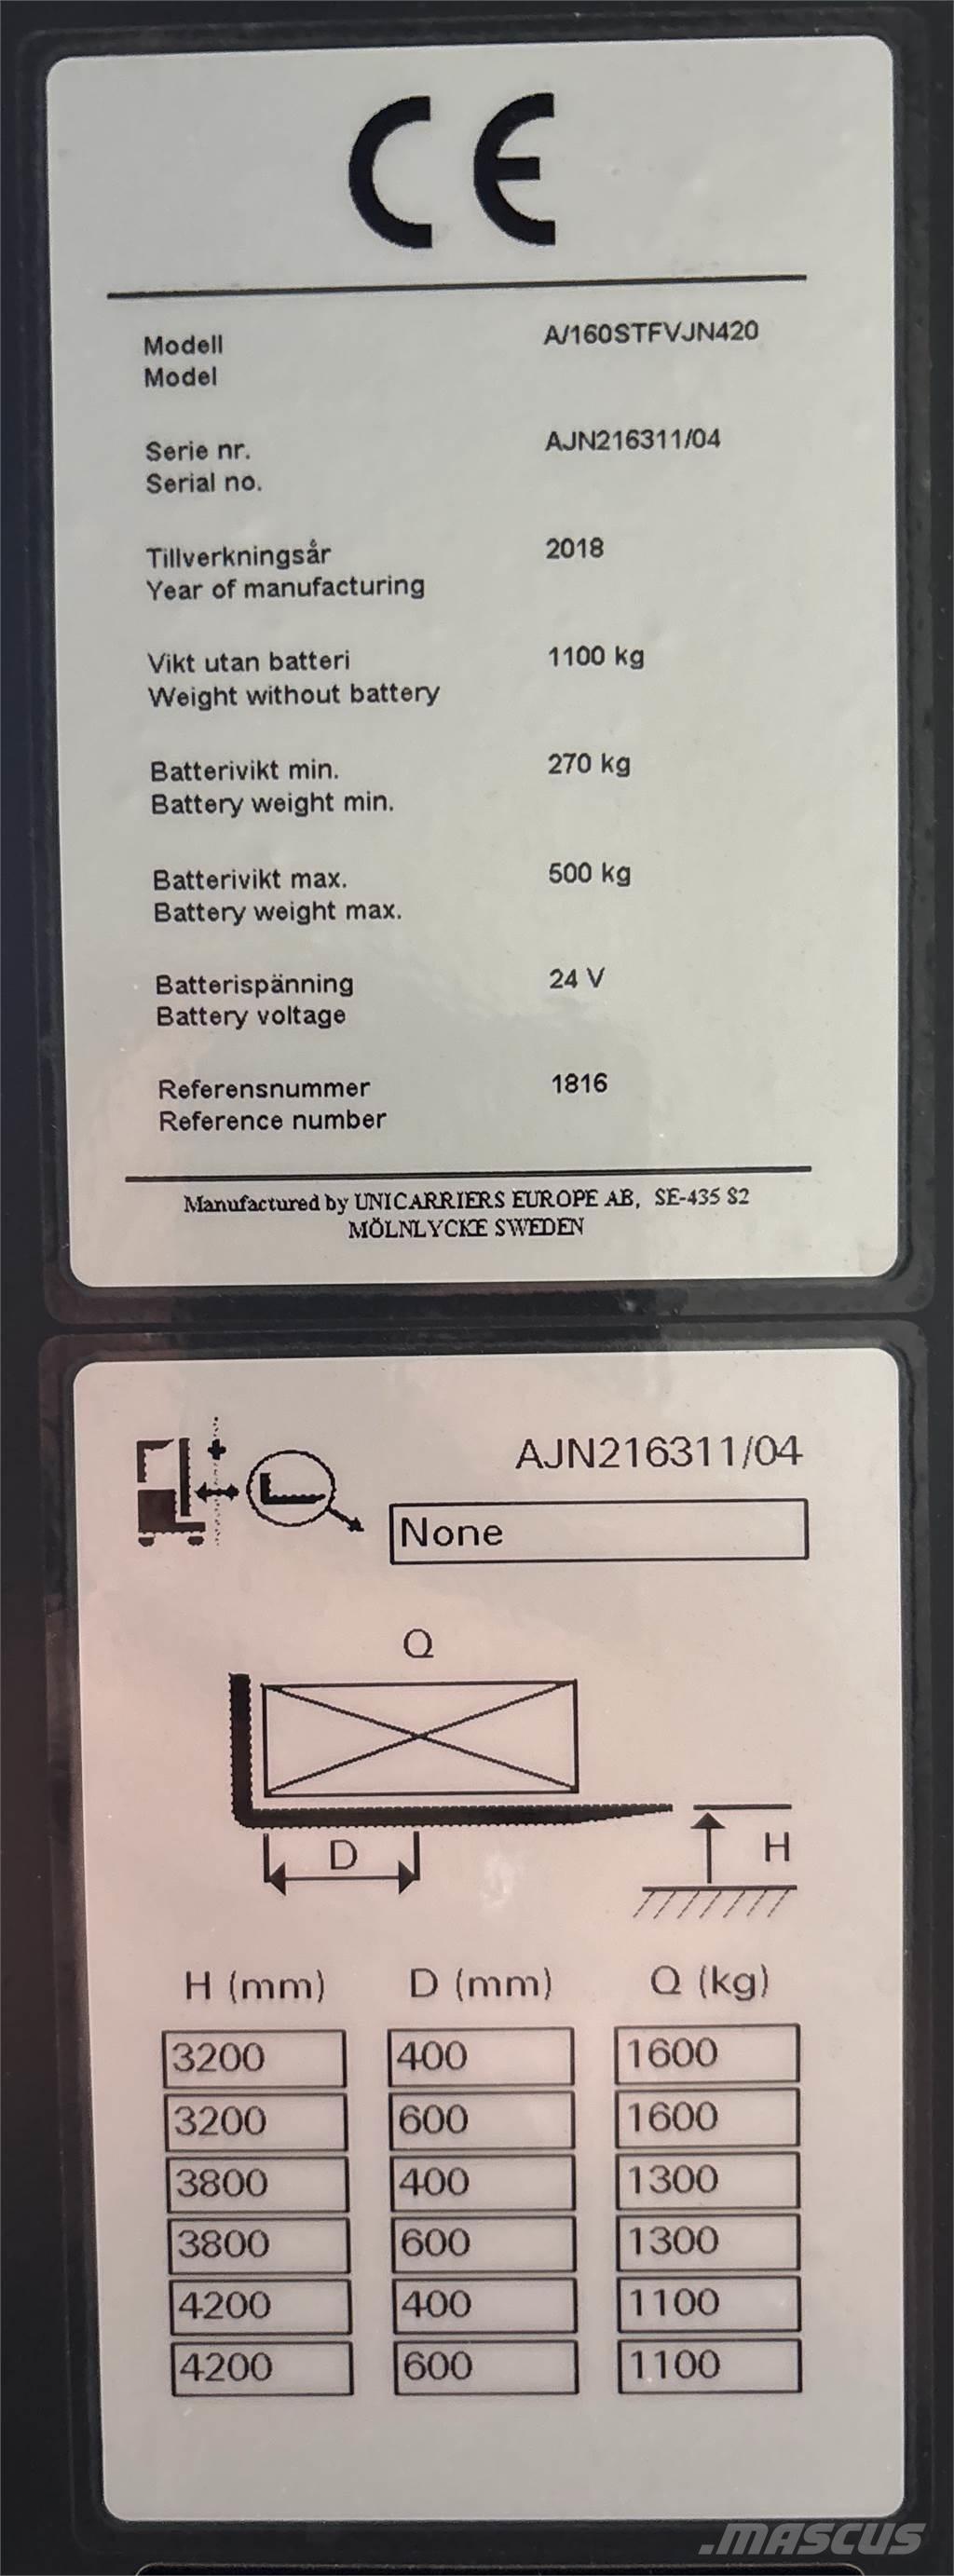 CE
Modell A/160STFVJN420
Model
Serie nr. AJN216311/04
Serial no.
Tillverkningsår 2018
Year of manufacturing
Vikt utan batteri 1100 kg
Weight without battery
Batterivikt min. 270 kg
Battery weight min.
Batterivikt max. 500 kg
Battery weight max.
Batterispänning 24 V
Battery voltage
Referensnummer 1816
Reference number
Manufactured by UNICARRIERS EUROPE AB, SE-435 82
MÖLNLYCKE SWEDEN
AJN216311/04
None
Q
D
H
H (mm) D (mm) Q (kg)
3200 400 1600
3200 600 1600
3800 400 1300
3800 600 1300
4200 400 1100
4200 600 1100
.MASCUS